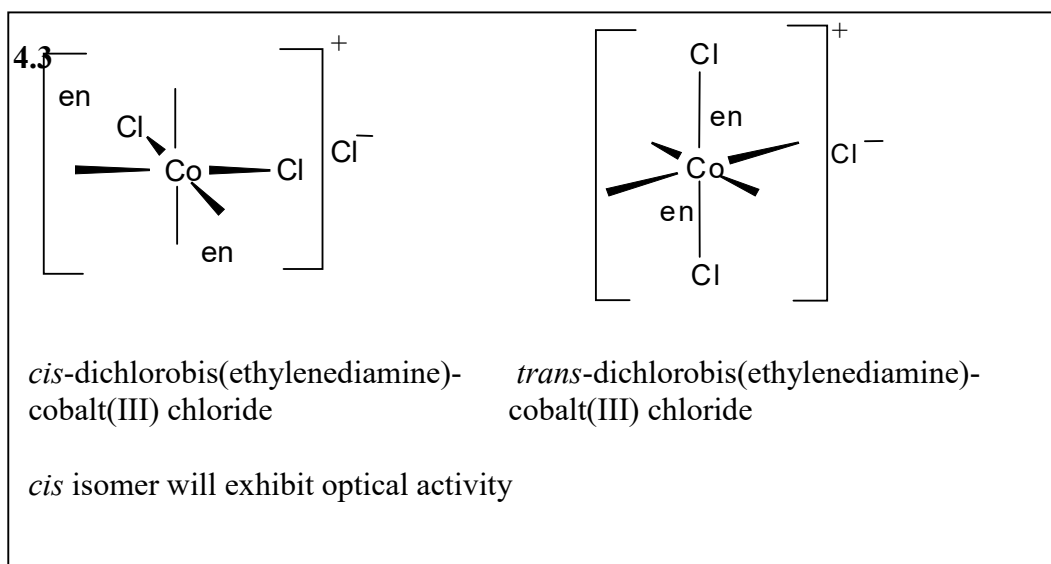 4.3
+
en
Cl
Co
Cl
Cl−
en
+
Cl
en
Co
Cl−
en
Cl
cis-dichlorobis(ethylenediamine)-
cobalt(III) chloride
trans-dichlorobis(ethylenediamine)-
cobalt(III) chloride
cis isomer will exhibit optical activity